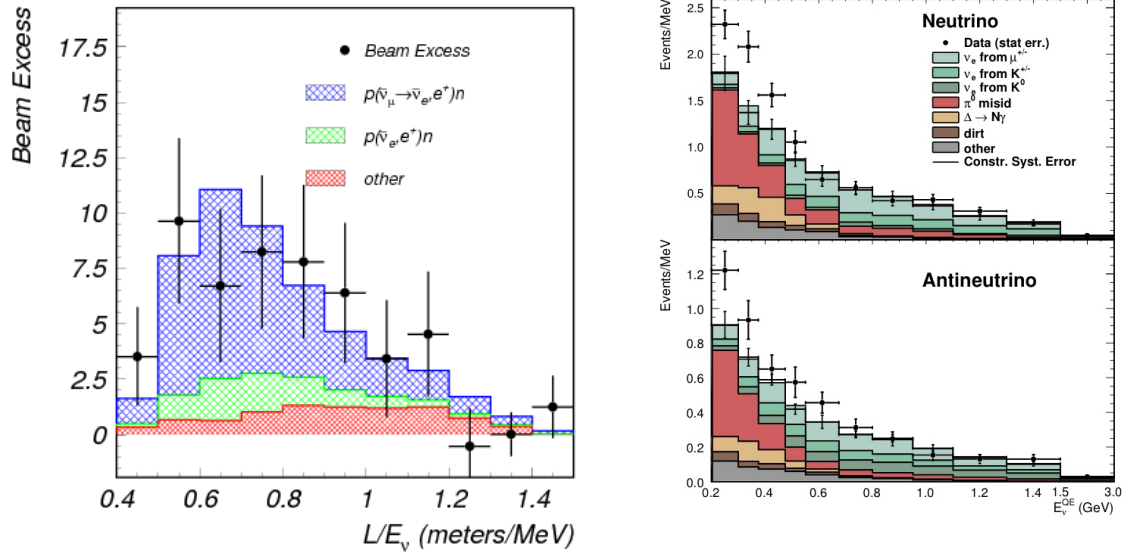 Beam Excess
17.5
15
12.5
10
7.5
5
2.5
0
Beam Excess
p(ν̄μ→ν̄e,e⁺)n
p(ν̄e,e⁺)n
other
0.4 0.6 0.8 1 1.2 1.4
L/Eν (meters/MeV)
Events/MeV
2.5
2.0
1.5
1.0
0.5
Neutrino
Data (stat err.)
νe from μ+/-
νe from K+/-
νe from K0
π0 misid
Δ → Nγ
dirt
other
Constr. Syst. Error
Events/MeV
1.2
1.0
0.8
0.6
0.4
0.2
0.0
Antineutrino
0.2 0.4 0.6 0.8 1.0 1.2 1.4 1.5 3.0
EνQE (GeV)